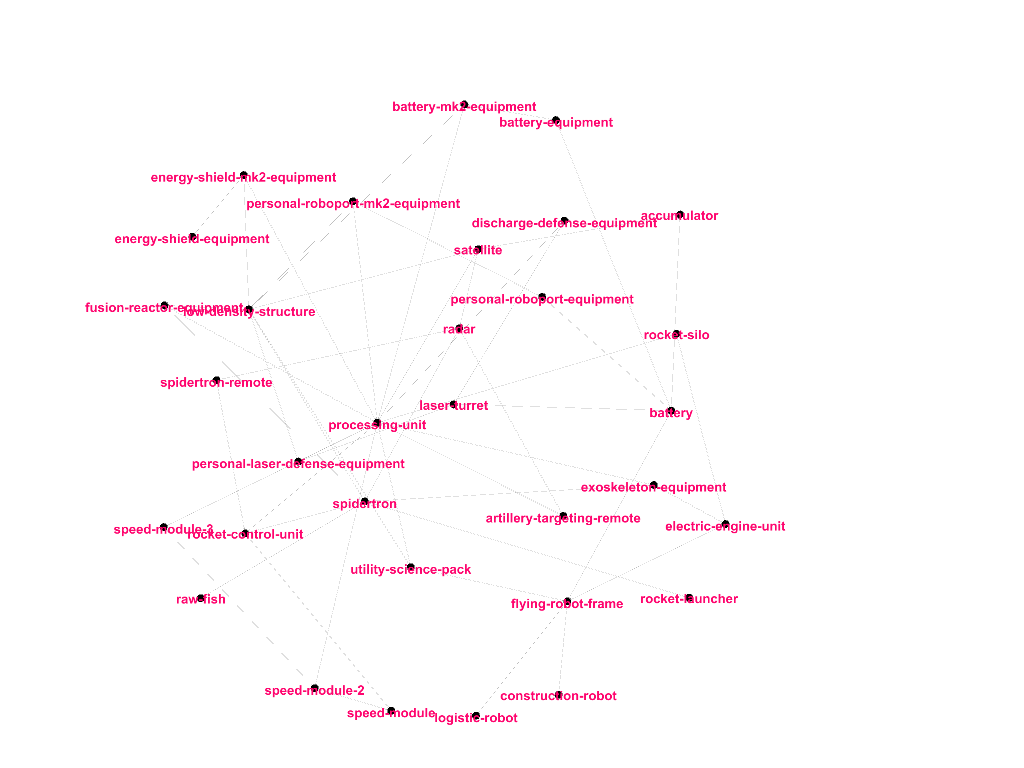 battery-mk2-equipment
battery-equipment
energy-shield-mk2-equipment
personal-roboport-mk2-equipment
accumulator
discharge-defense-equipment
energy-shield-equipment
satellite
personal-roboport-equipment
fusion-reactor-equipment
low-density-structure
radar
rocket-silo
spidertron-remote
laser-turret
battery
processing-unit
personal-laser-defense-equipment
exoskeleton-equipment
spidertron
artillery-targeting-remote
electric-engine-unit
speed-module-3
rocket-control-unit
utility-science-pack
raw-fish
flying-robot-frame
rocket-launcher
speed-module-2
construction-robot
speed-module
logistic-robot